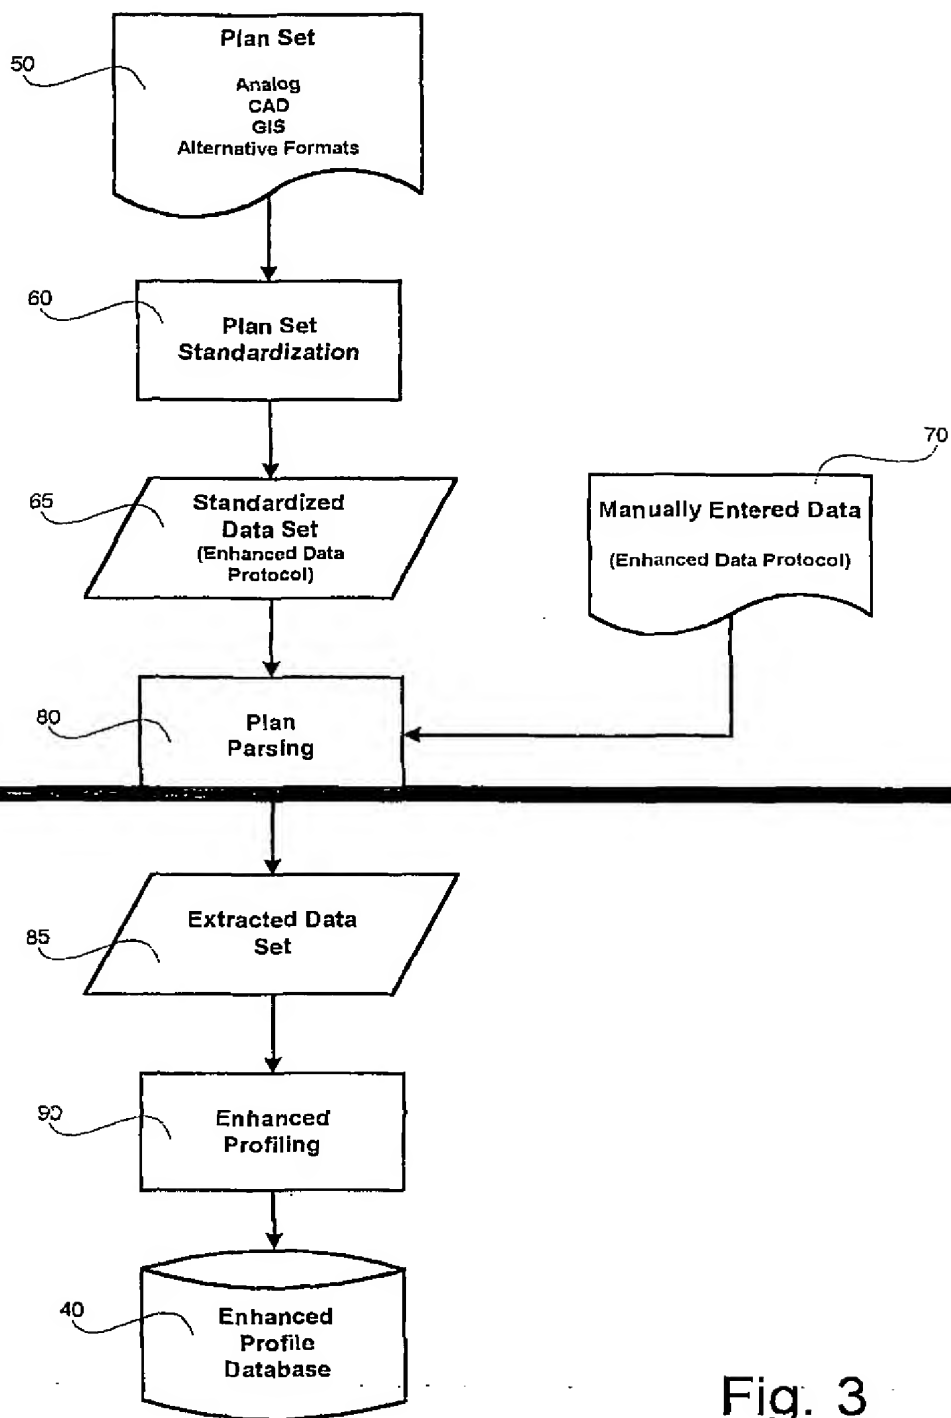 Plan Set
50
Analog
CAD
GIS
Alternative Formats
60
Plan Set
Standardization
70
65
Standardized
Data Set
(Enhanced Data
Protocol)
Manually Entered Data
(Enhanced Data Protocol)
80
Plan
Parsing
85
Extracted Data
Set
90
Enhanced
Profiling
40
Enhanced
Profile
Database
Fig. 3